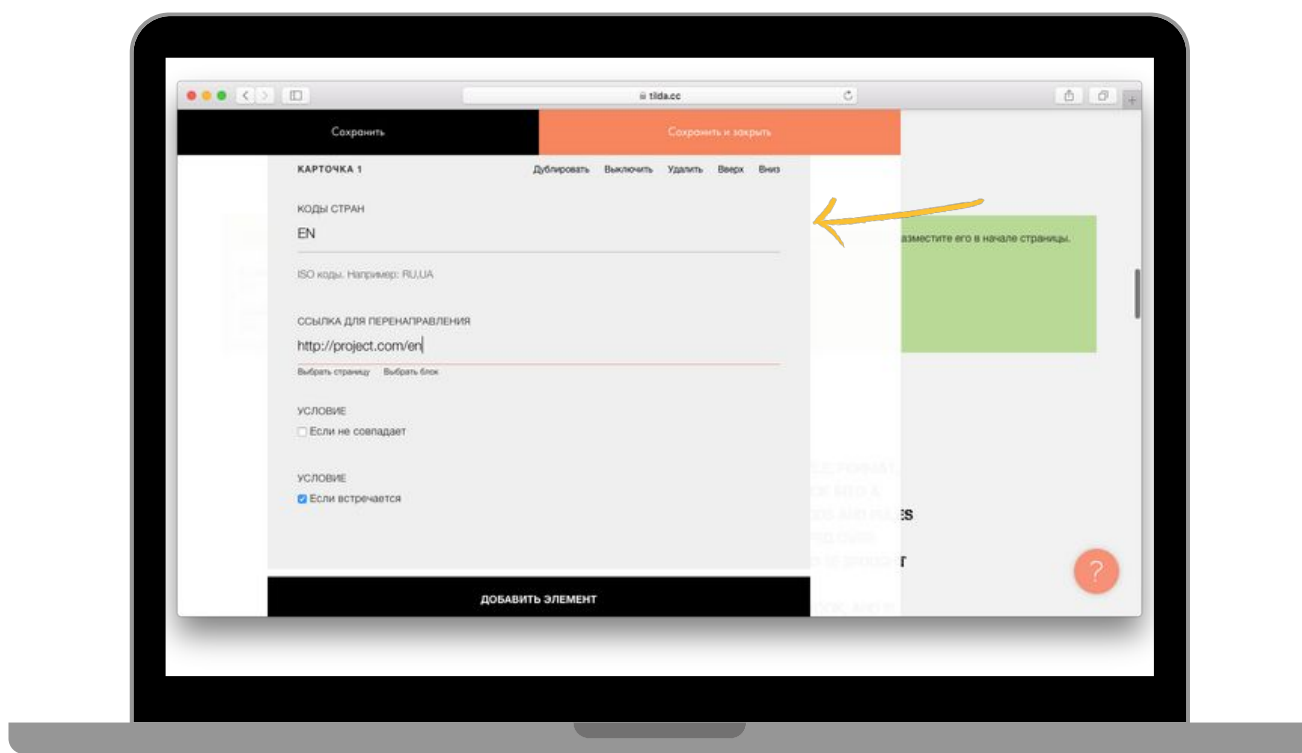 tilda.cc
Сохранить
Сохранить и закрыть
КАРТОЧКА 1
Дублировать Выключить Удалить Вверх Вниз
КОДЫ СТРАН
EN
азместите его в начале страницы.
ISO коды. Например: RU,UA
ССЫЛКА ДЛЯ ПЕРЕНАПРАВЛЕНИЯ
http://project.com/en
Выбрать страницу Выбрать блок
УСЛОВИЕ
Если не совпадает
УСЛОВИЕ
Если встречается
ES
T
?
ДОБАВИТЬ ЭЛЕМЕНТ